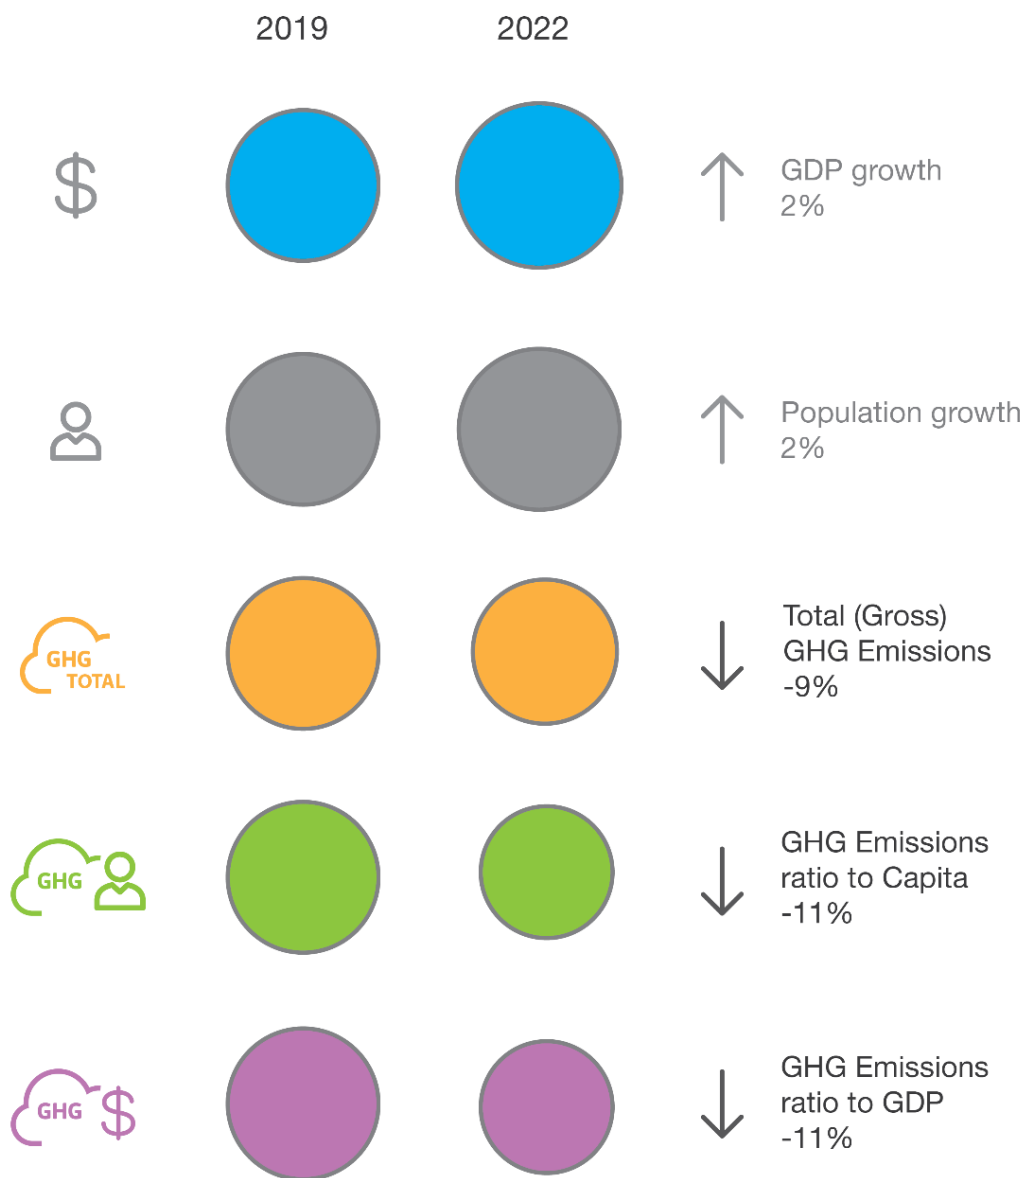 2019
2022
$
GDP growth
2%
Population growth
2%
GHG
TOTAL
Total (Gross)
GHG Emissions
-9%
GHG
GHG Emissions
ratio to Capita
-11%
GHG $
GHG Emissions
ratio to GDP
-11%